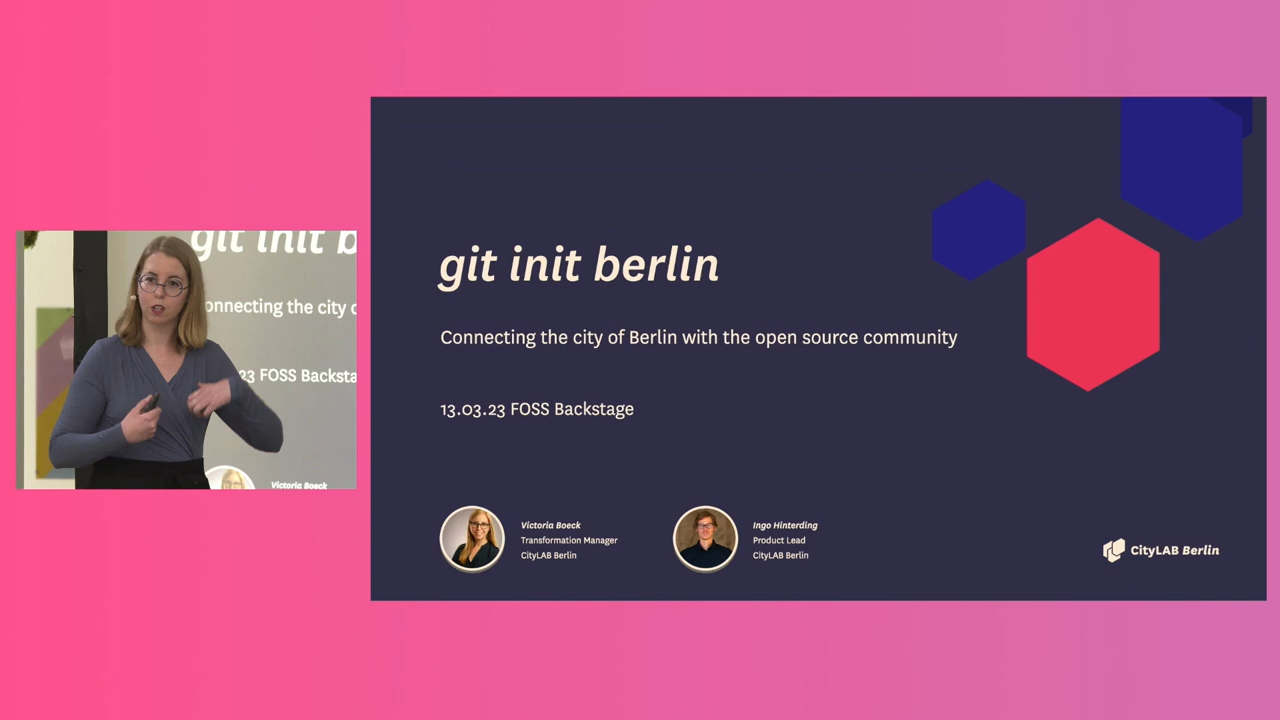 git init b
onnecting the city o
23 FOSS Backsta
Victoria Boeck
git init berlin
Connecting the city of Berlin with the open source community
13.03.23 FOSS Backstage
Victoria Boeck
Transformation Manager
CityLAB Berlin
Ingo Hinterding
Product Lead
CityLAB Berlin
CityLAB Berlin